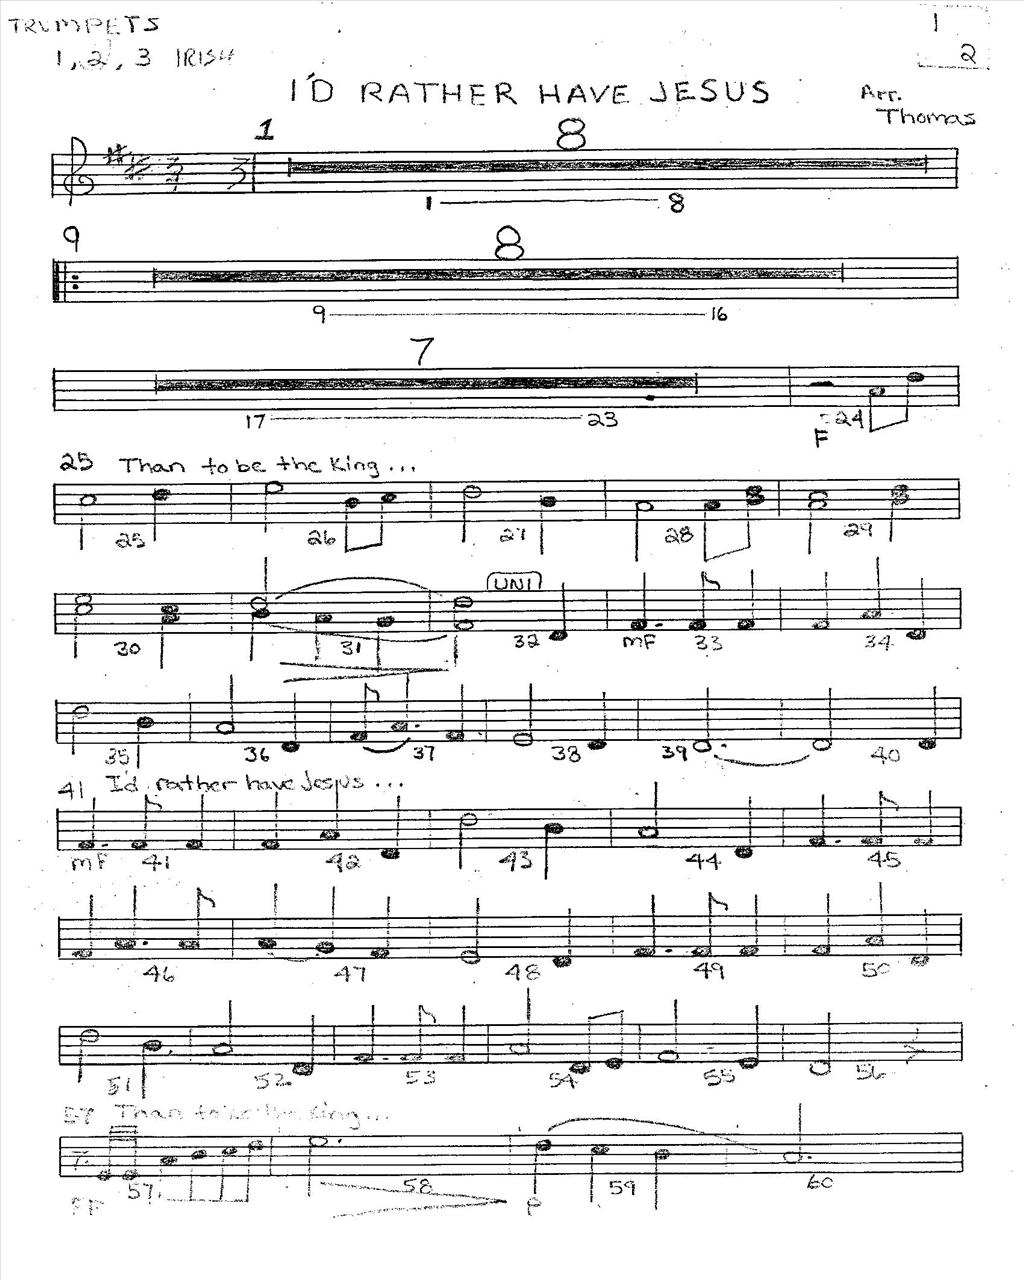 TRUMPETS
1, 2, 3 IRISH
1
2
I'D RATHER HAVE JESUS
Arr.
Thomas
1 8
1 8
9 8
9 16
7
17 23 24
F
25 Than to be the King...
25 26 27 28 29
UNI
30 31 32 mF 33 34
35 36 37 38 39 40
41 I'd rather have Jesus...
mF 41 42 43 44 45
46 47 48 49 50
51 52 53 54 55 56
57 Than to be the King...
57 58 59 60
FF P